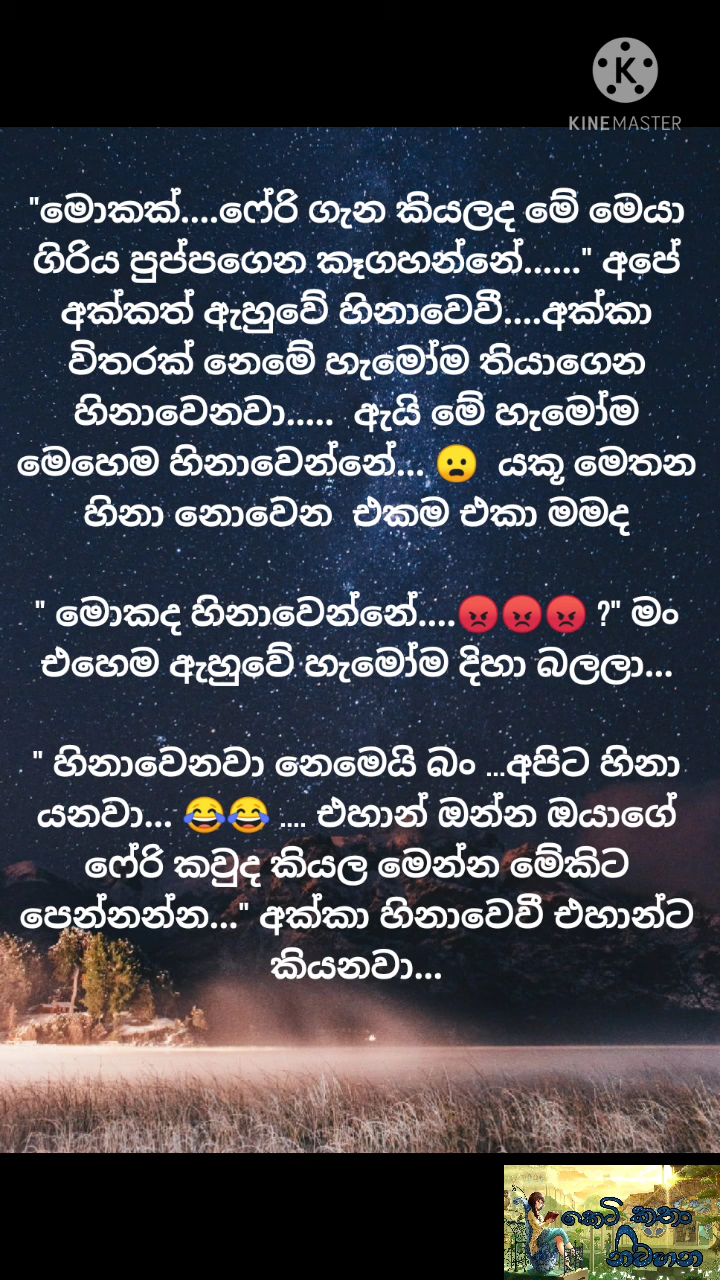 KINEMASTER
"මොකක්....ෆේරි ගැන කියලද මේ මෙයා
ගිරිය පුප්පගෙන කෑගහන්නේ......" අපේ
අක්කත් ඇහුවේ හිනාවෙවී....අක්කා
විතරක් නෙමේ හැමෝම තියාගෙන
හිනාවෙනවා..... ඇයි මේ හැමෝම
මෙහෙම හිනාවෙන්නේ... 😦 යකූ මෙතන
හිනා නොවෙන එකම එකා මමද
" මොකද හිනාවෙන්නේ....😡😡😡 ?" මං
එහෙම ඇහුවේ හැමෝම දිහා බලලා...
" හිනාවෙනවා නෙමෙයි බං ...අපිට හිනා
යනවා... 😂😂 .... එහාන් ඔන්න ඔයාගේ
ෆේරි කවුද කියල මෙන්න මේකිට
පෙන්නන්න..." අක්කා හිනාවෙවී එහාන්ට
කියනවා...
කෙටි කතාං
නිවහන